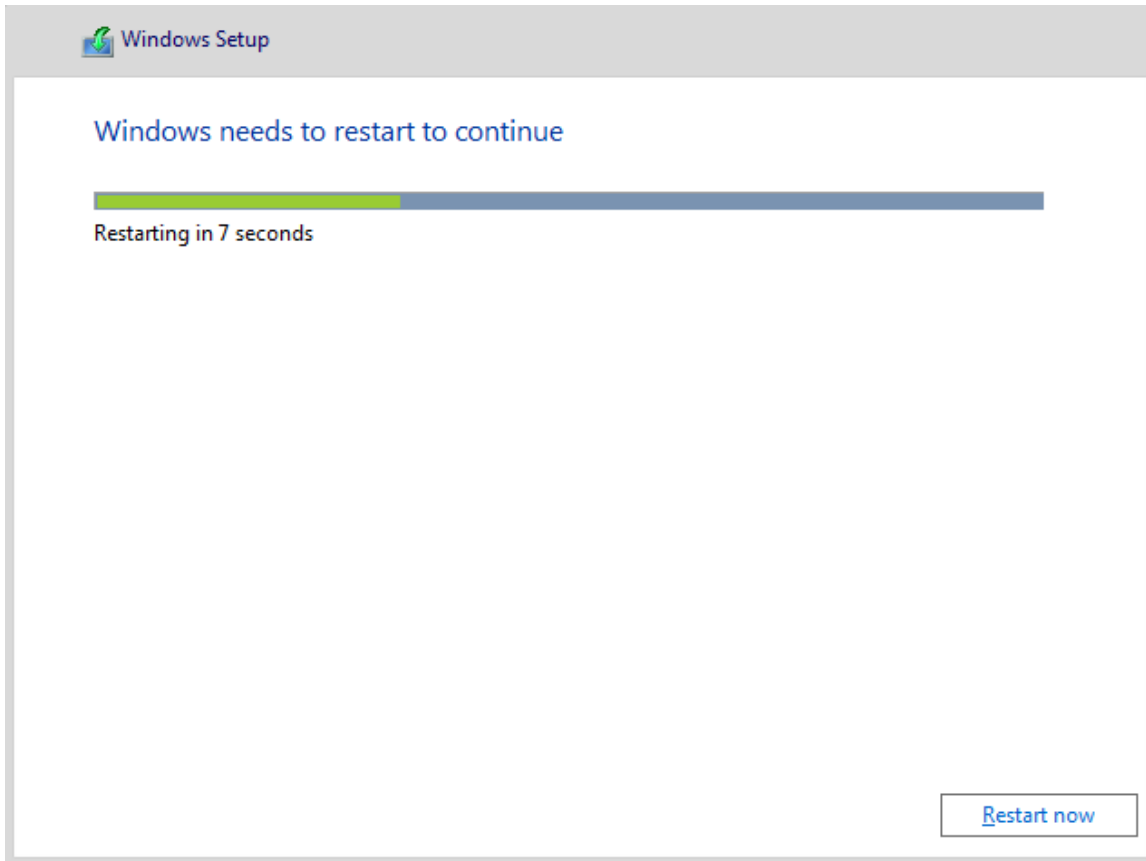 Windows Setup
Windows needs to restart to continue
Restarting in 7 seconds
Restart now